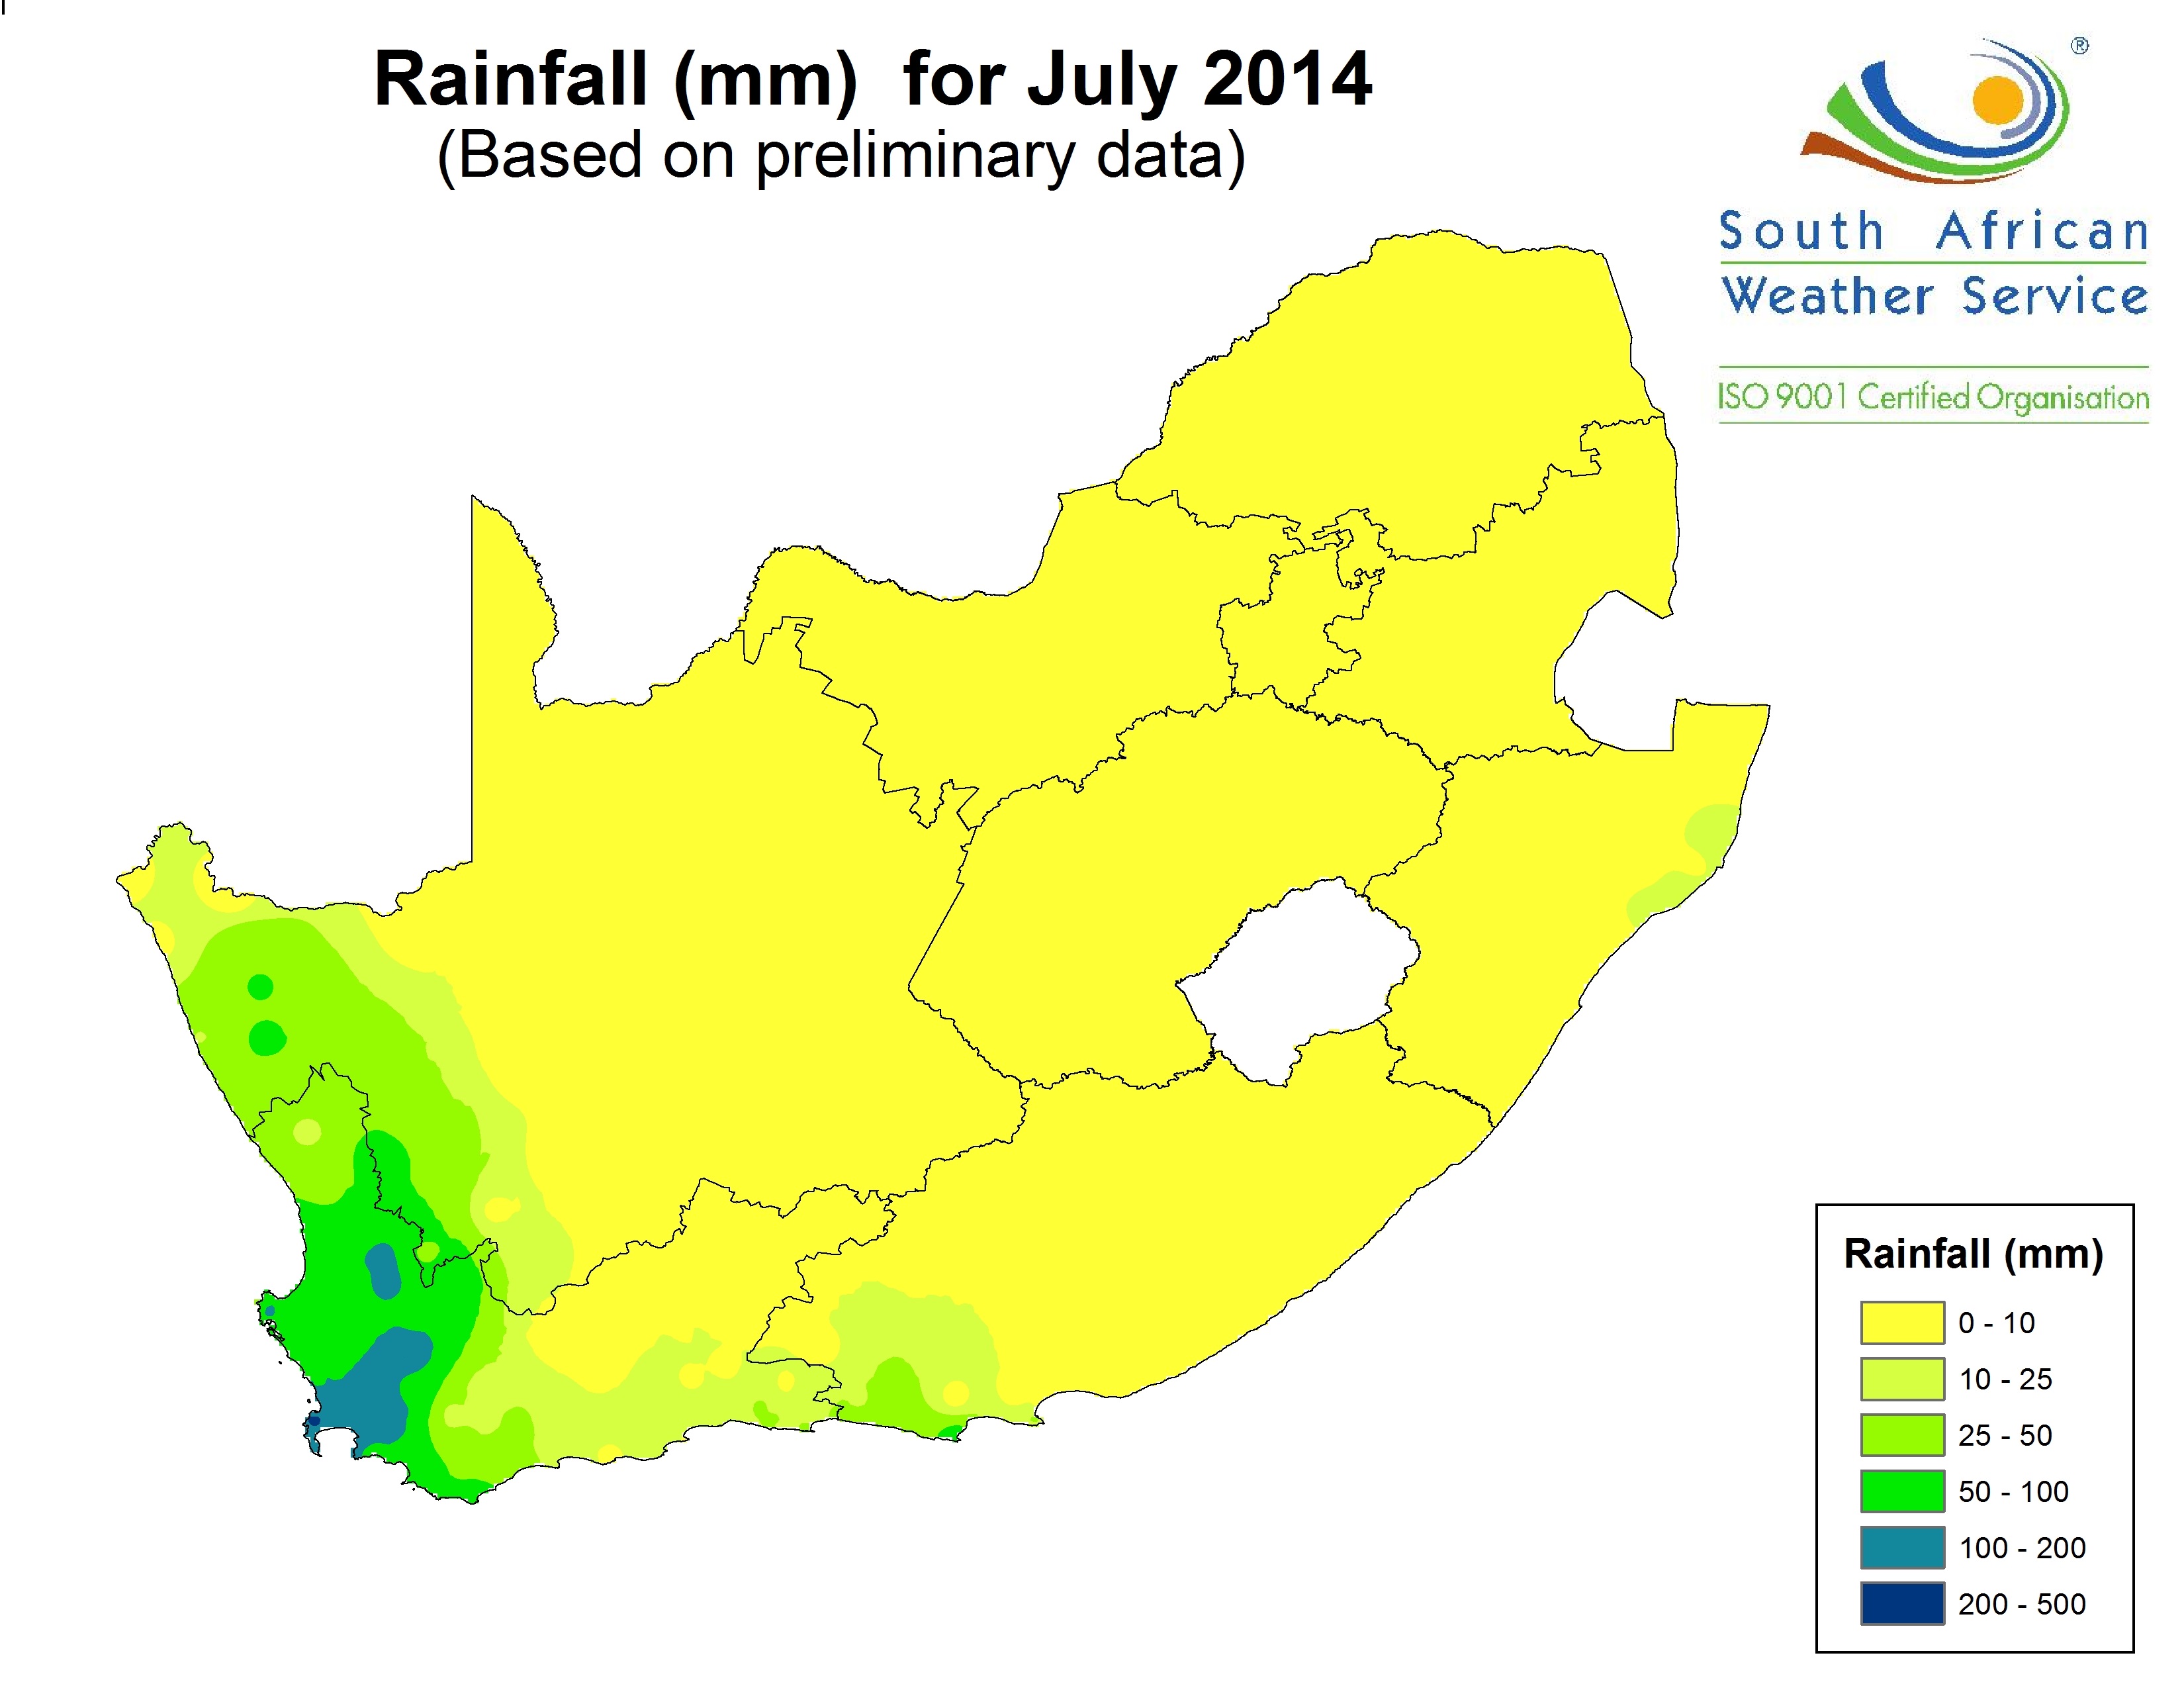 Rainfall (mm)  for July 2014
(Based on preliminary data)
®
South African
Weather Service
ISO 9001 Certified Organisation
Rainfall (mm)
0 - 10
10 - 25
25 - 50
50 - 100
100 - 200
200 - 500